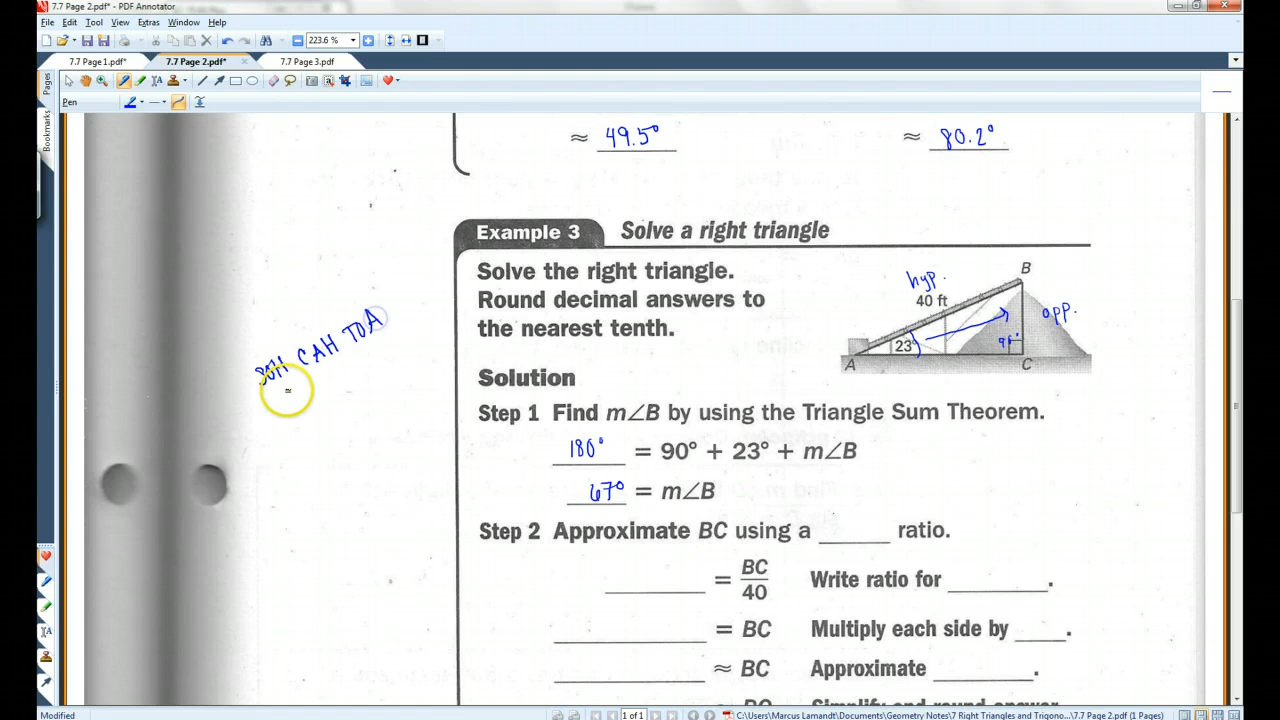 7.7 Page 2.pdf* - PDF Annotator
File Edit Tool View Extras Window Help
223.6 %
7.7 Page 1.pdf* 7.7 Page 2.pdf* 7.7 Page 3.pdf
Pen
Pages
Bookmarks
≈ 49.5° ≈ 80.2°
Example 3 Solve a right triangle
Solve the right triangle.
Round decimal answers to
the nearest tenth.
hyp.
40 ft
B
opp.
23°
90°
A
C
SOH CAH TOA
Solution
Step 1 Find m∠B by using the Triangle Sum Theorem.
180° = 90° + 23° + m∠B
67° = m∠B
Step 2 Approximate BC using a ______ ratio.
______ = BC/40 Write ratio for ______.
______ = BC Multiply each side by ____.
______ ≈ BC Approximate ______.
Modified
1 of 1
C:\Users\Marcus Lamandt\Documents\Geometry Notes\7 Right Triangles and Trigono...\7.7 Page 2.pdf (1 Pages)